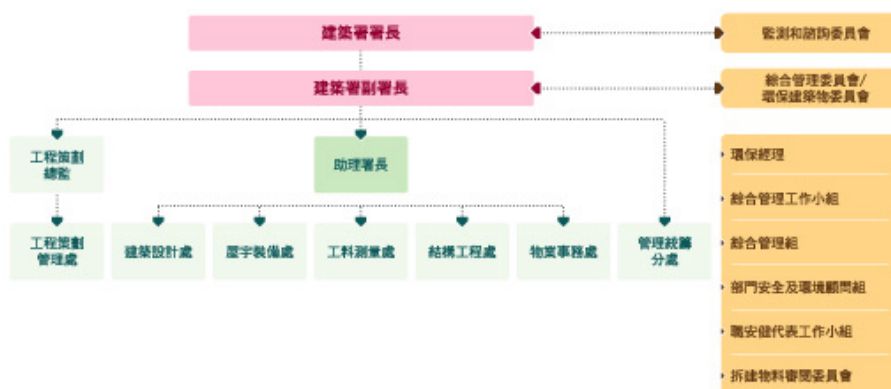 建築署署長
監測和諮詢委員會
建築署副署長
綜合管理委員會/
環保建築物委員會
工程策劃
總監
助理署長
工程策劃
管理處
建築設計處
屋宇裝備處
工料測量處
結構工程處
物業事務處
管理統籌
分處
環保經理
綜合管理工作小組
綜合管理組
部門安全及環境顧問組
職安健代表工作小組
拆建物料審閱委員會